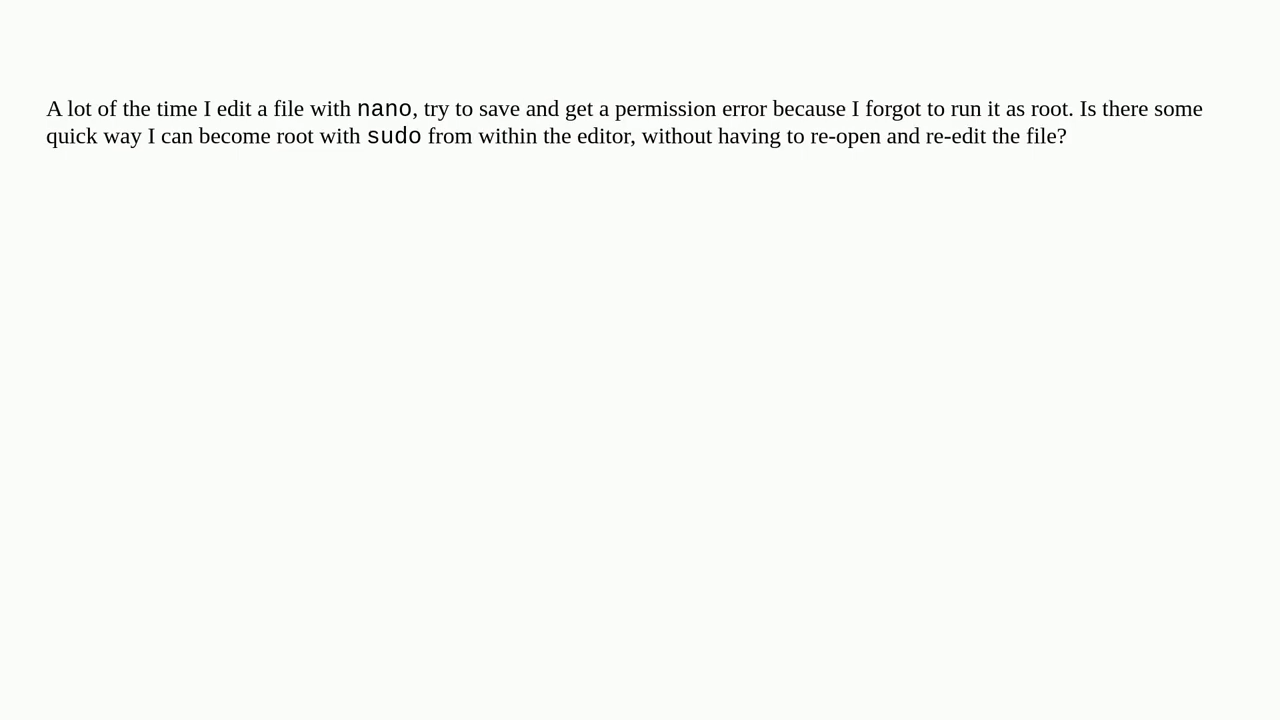 A lot of the time I edit a file with nano, try to save and get a permission error because I forgot to run it as root. Is there some
quick way I can become root with sudo from within the editor, without having to re-open and re-edit the file?